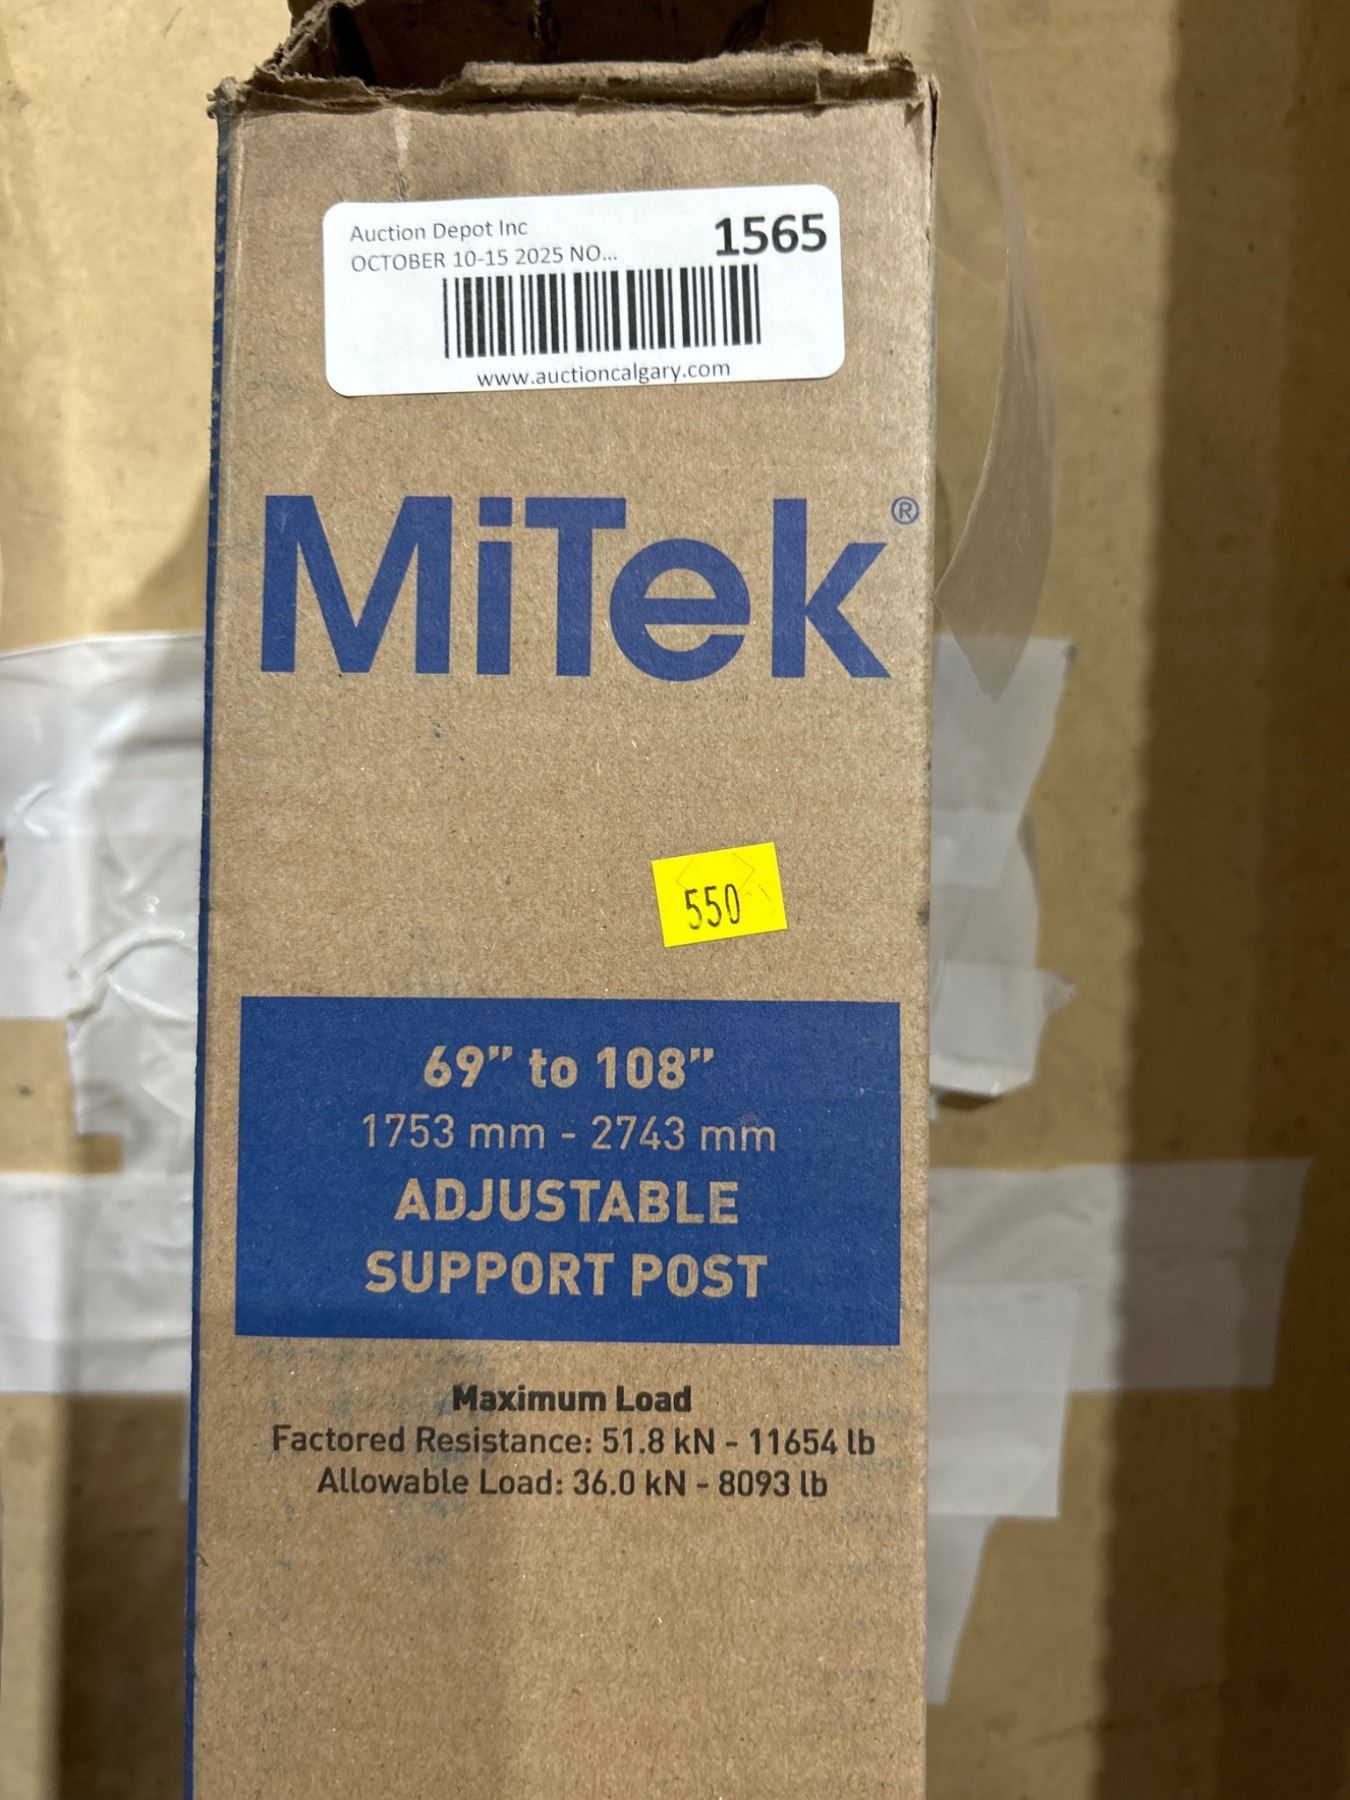 Auction Depot Inc
1565
OCTOBER 10-15 2025 NO...
www.auctioncalgary.com
MiTek®
550
69” to 108”
1753 mm - 2743 mm
ADJUSTABLE
SUPPORT POST
Maximum Load
Factored Resistance: 51.8 kN - 11654 lb
Allowable Load: 36.0 kN - 8093 lb